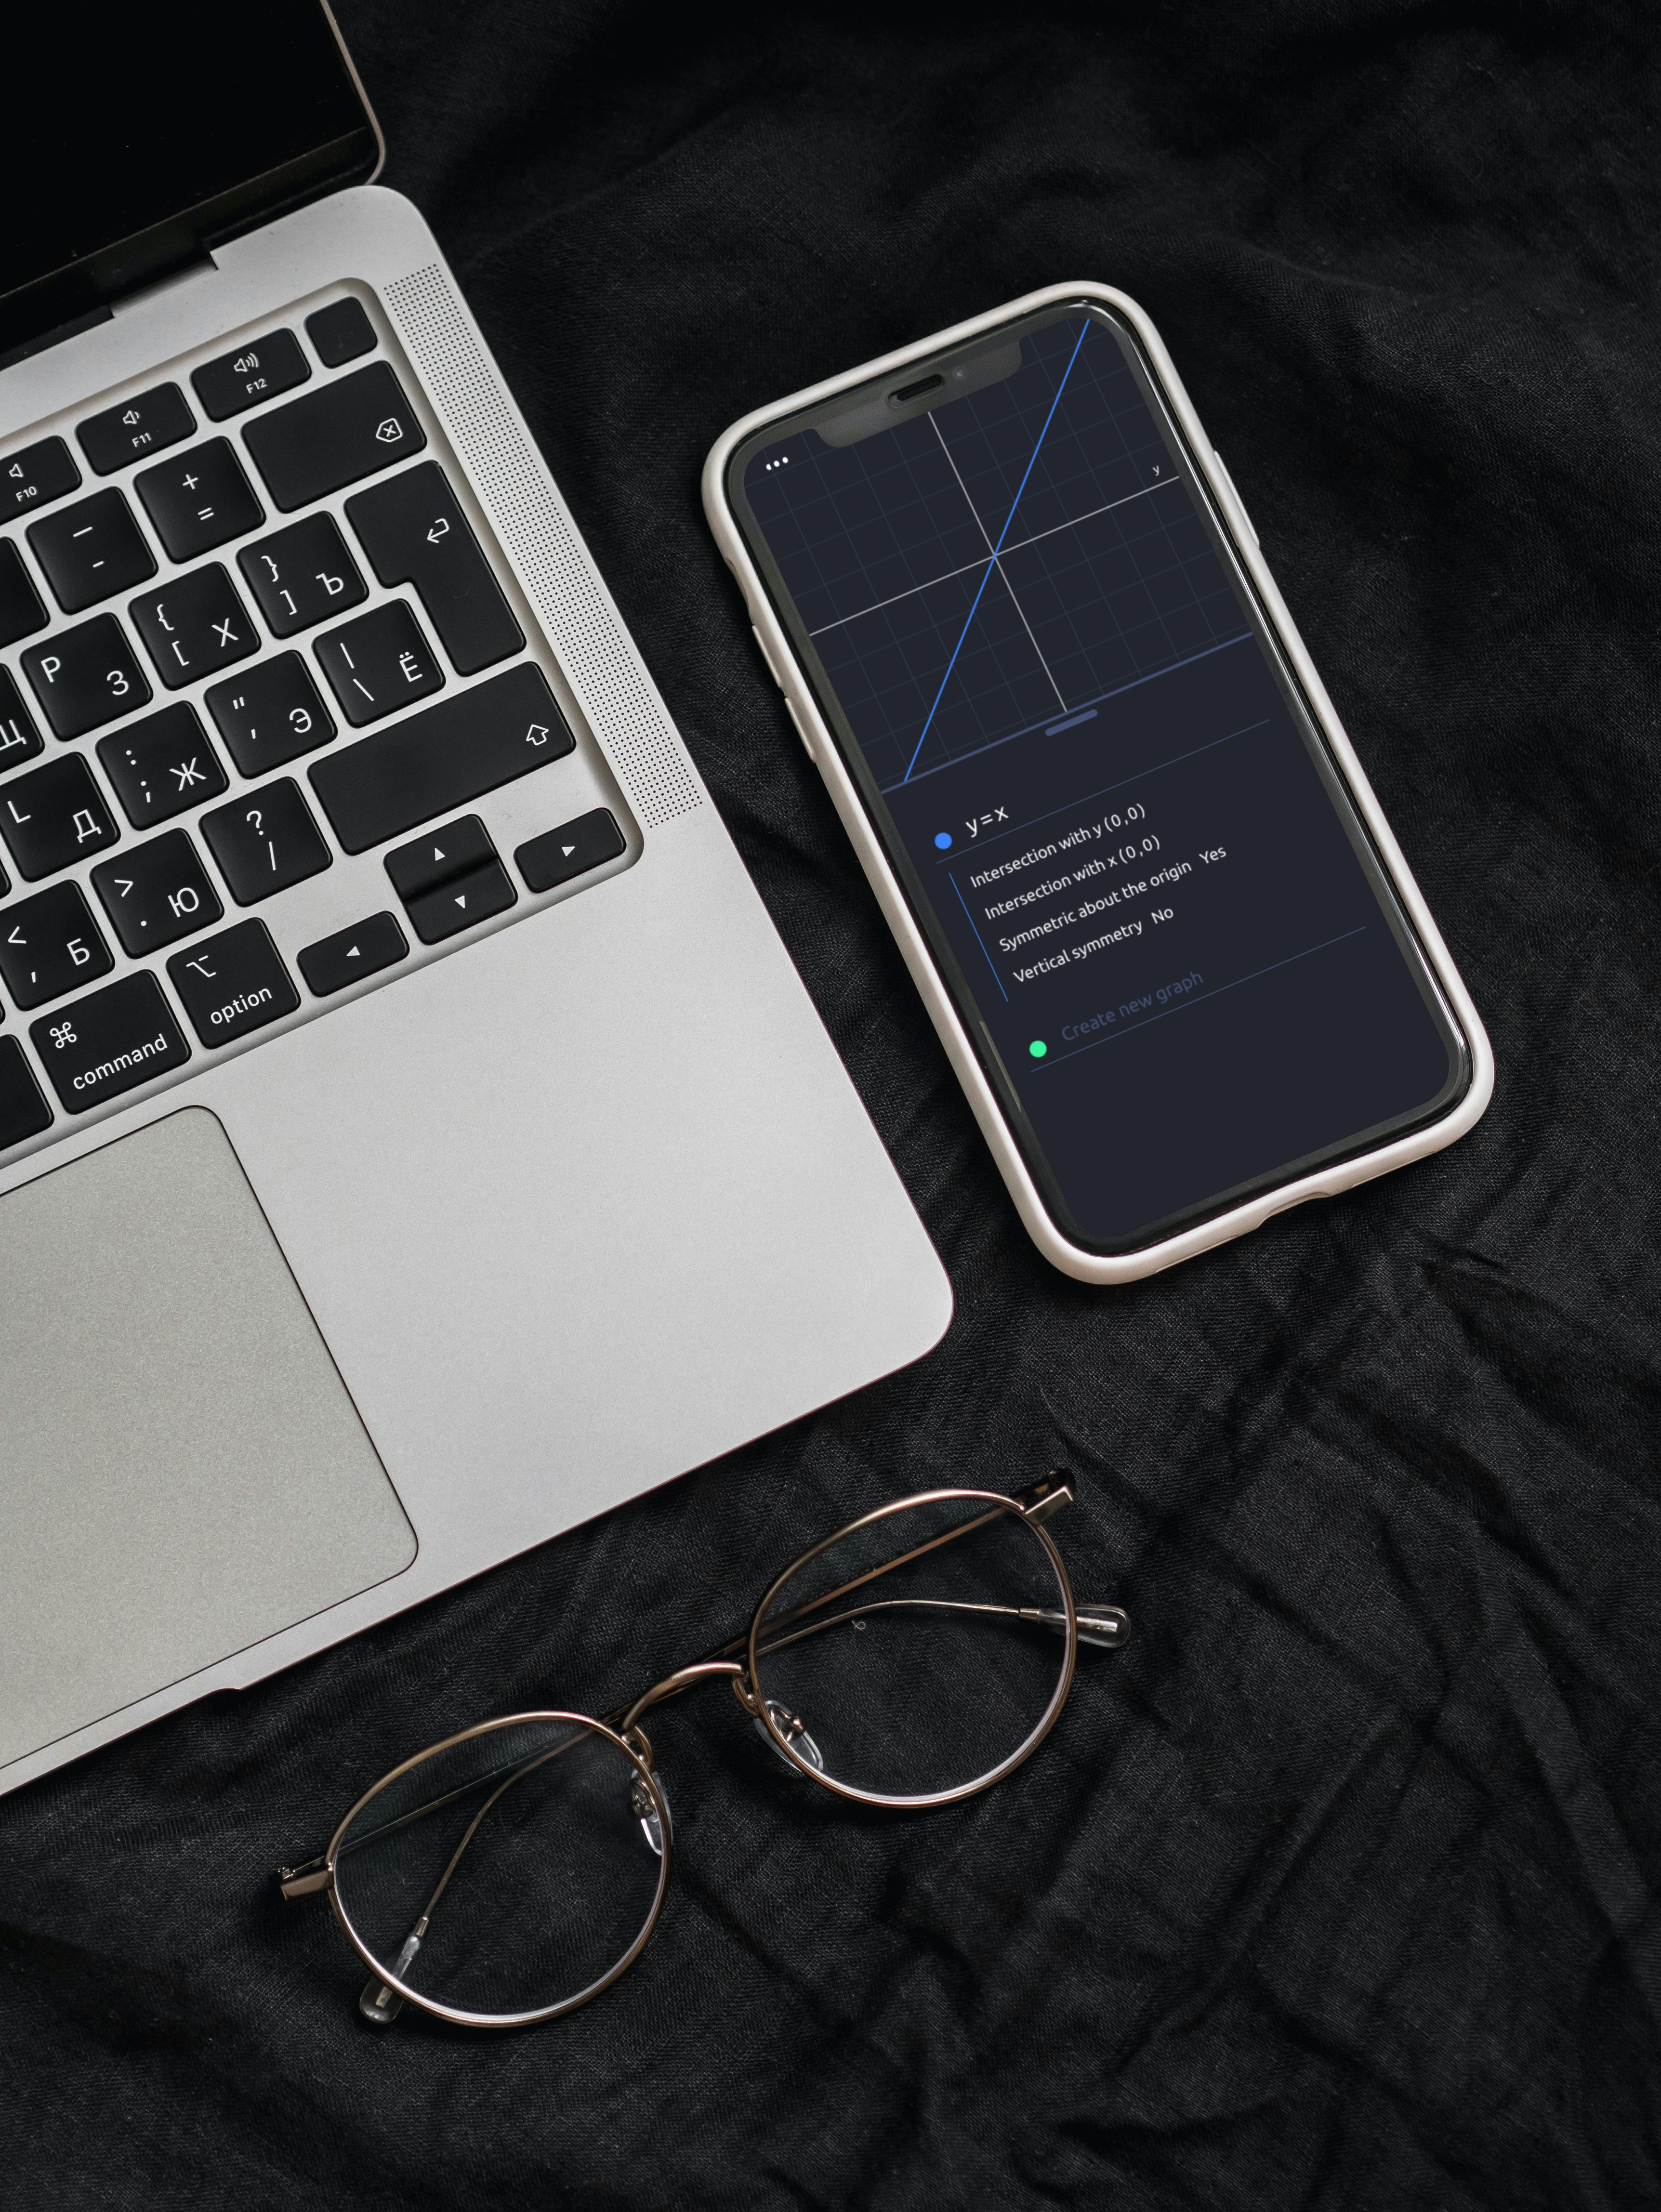 F10
F11
F12
—
-
+
=
Щ
P
З
{
[ Х
}
] Ъ
L
Д
:
; Ж
"
' Э
|
\ Ё
<
, Б
>
. Ю
?
/
command
option
y
y=x
Intersection with y (0,0)
Intersection with x (0,0)
Symmetric about the origin Yes
Vertical symmetry No
Create new graph